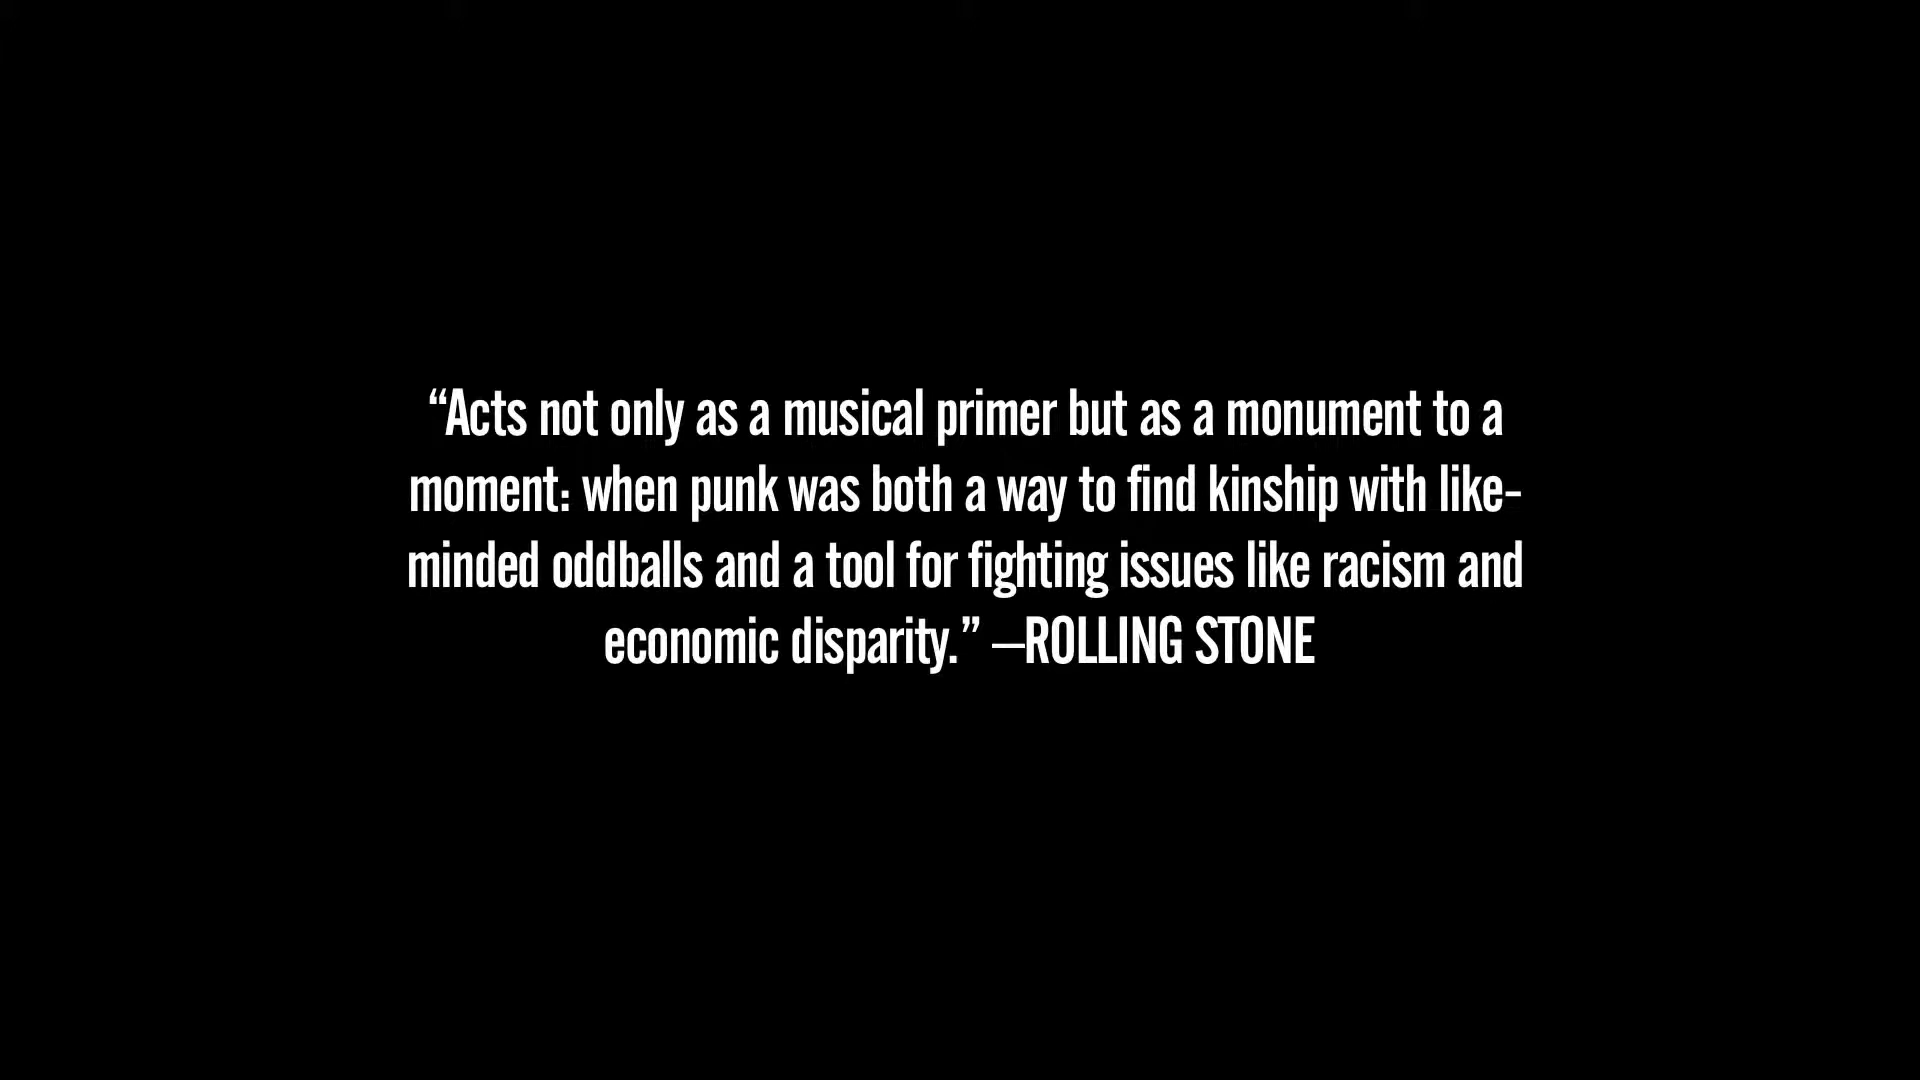 “Acts not only as a musical primer but as a monument to a
moment: when punk was both a way to find kinship with like-
minded oddballs and a tool for fighting issues like racism and
economic disparity.” —ROLLING STONE